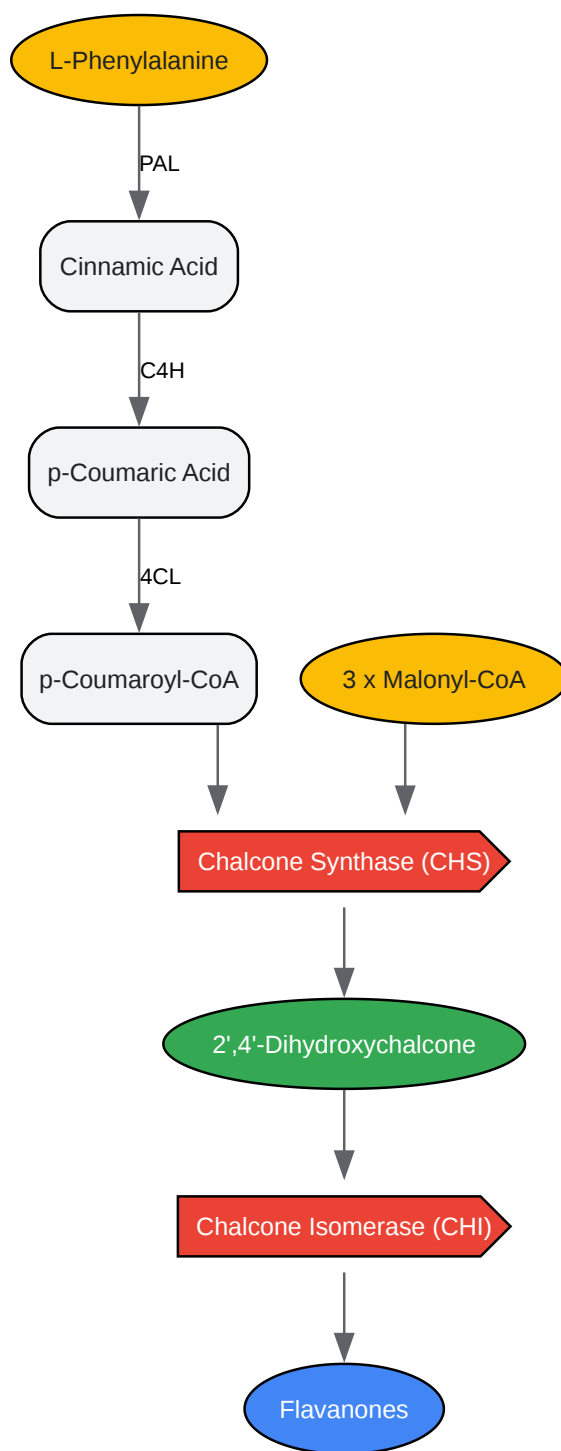 L-Phenylalanine
PAL
Cinnamic Acid
C4H
p-Coumaric Acid
4CL
p-Coumaroyl-CoA
3 x Malonyl-CoA
Chalcone Synthase (CHS)
2',4'-Dihydroxychalcone
Chalcone Isomerase (CHI)
Flavanones